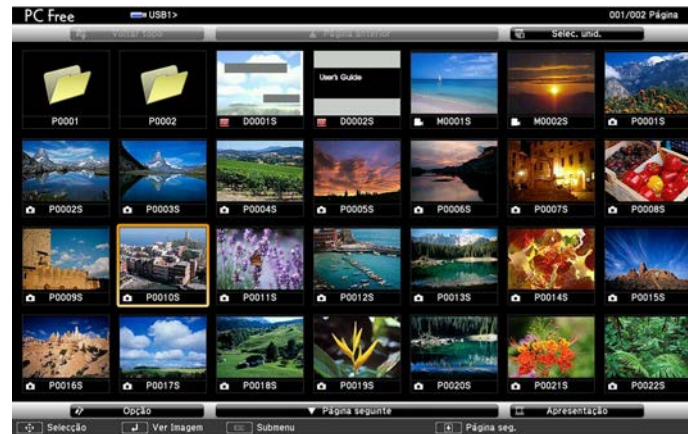 PC Free USB1> 001/002 Página
Voltar topo Página anterior Selec. unid.
User's Guide
P0001 P0002 D0001S D0002S M0001S M0002S P0001S
P0002S P0003S P0004S P0005S P0006S P0007S P0008S
P0009S P0010S P0011S P0012S P0013S P0014S P0015S
P0016S P0017S P0018S P0019S P0020S P0021S P0022S
Opção Página seguinte Apresentação
Selecção Ver Imagem Esc Submenu Página seg.